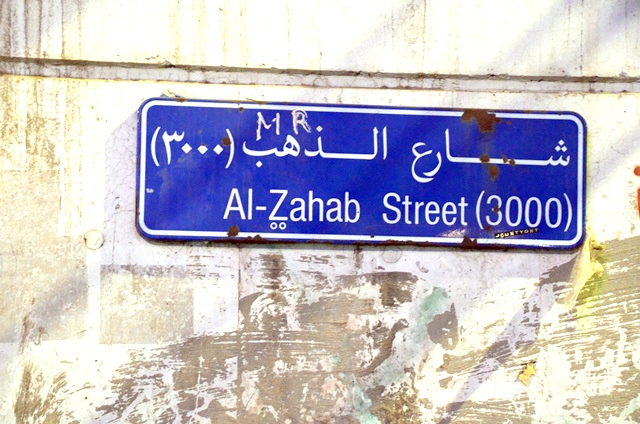 M R
شارع الذهب (٣٠٠٠)
Al-Zahab Street (3000)